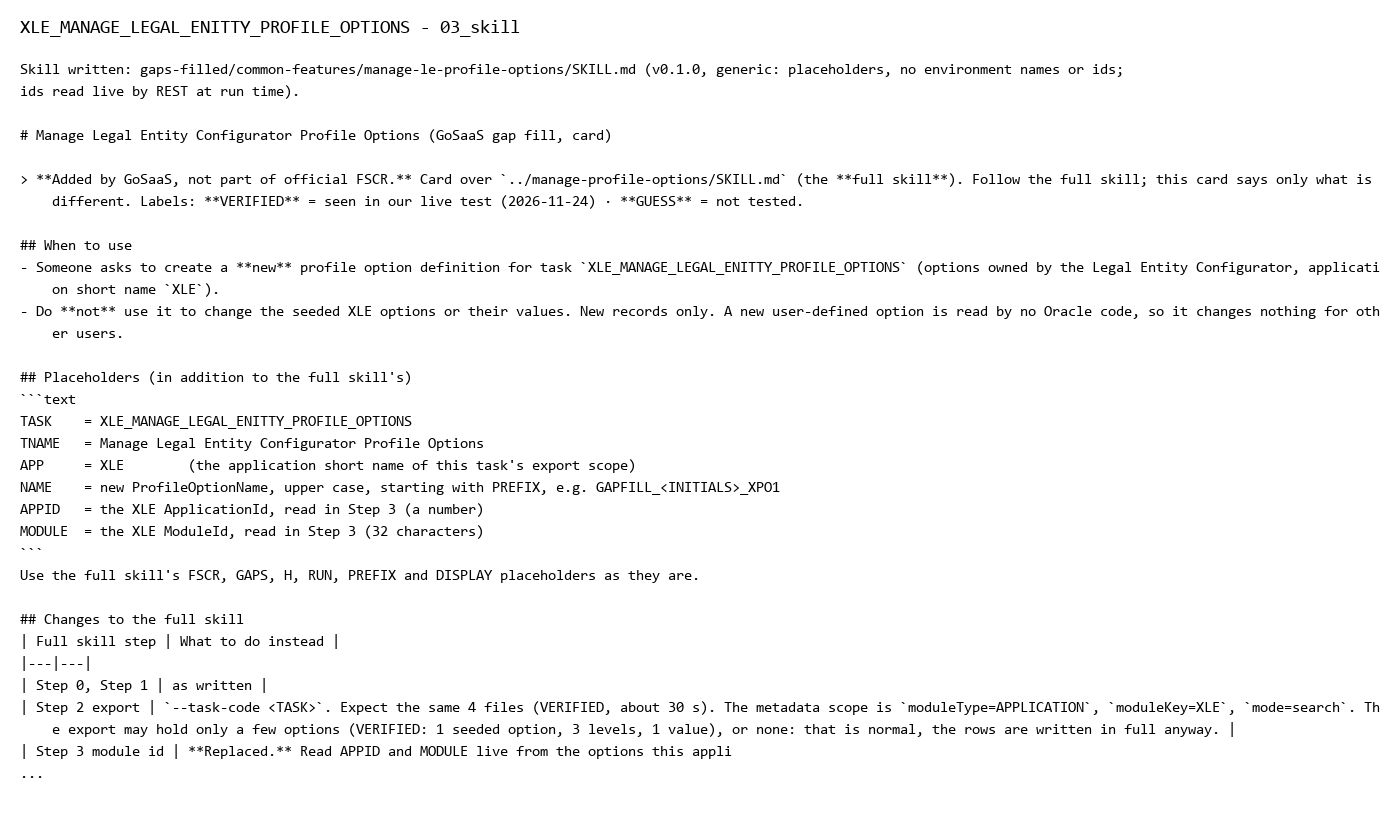 XLE_MANAGE_LEGAL_ENITTY_PROFILE_OPTIONS - 03_skill
Skill written: gaps-filled/common-features/manage-le-profile-options/SKILL.md (v0.1.0, generic: placeholders, no environment names or ids;
ids read live by REST at run time).
# Manage Legal Entity Configurator Profile Options (GoSaaS gap fill, card)
> **Added by GoSaaS, not part of official FSCR.** Card over `../manage-profile-options/SKILL.md` (the **full skill**). Follow the full skill; this card says only what is
different. Labels: **VERIFIED** = seen in our live test (2026-11-24) · **GUESS** = not tested.
## When to use
- Someone asks to create a **new** profile option definition for task `XLE_MANAGE_LEGAL_ENITTY_PROFILE_OPTIONS` (options owned by the Legal Entity Configurator, applicati
on short name `XLE`).
- Do **not** use it to change the seeded XLE options or their values. New records only. A new user-defined option is read by no Oracle code, so it changes nothing for oth
er users.
## Placeholders (in addition to the full skill's)
```text
TASK    = XLE_MANAGE_LEGAL_ENITTY_PROFILE_OPTIONS
TNAME   = Manage Legal Entity Configurator Profile Options
APP     = XLE        (the application short name of this task's export scope)
NAME    = new ProfileOptionName, upper case, starting with PREFIX, e.g. GAPFILL_<INITIALS>_XPO1
APPID   = the XLE ApplicationId, read in Step 3 (a number)
MODULE  = the XLE ModuleId, read in Step 3 (32 characters)
```
Use the full skill's FSCR, GAPS, H, RUN, PREFIX and DISPLAY placeholders as they are.
## Changes to the full skill
| Full skill step | What to do instead |
|---|---|
| Step 0, Step 1 | as written |
| Step 2 export | `--task-code <TASK>`. Expect the same 4 files (VERIFIED, about 30 s). The metadata scope is `moduleType=APPLICATION`, `moduleKey=XLE`, `mode=search`. Th
e export may hold only a few options (VERIFIED: 1 seeded option, 3 levels, 1 value), or none: that is normal, the rows are written in full anyway. |
| Step 3 module id | **Replaced.** Read APPID and MODULE live from the options this appli
...